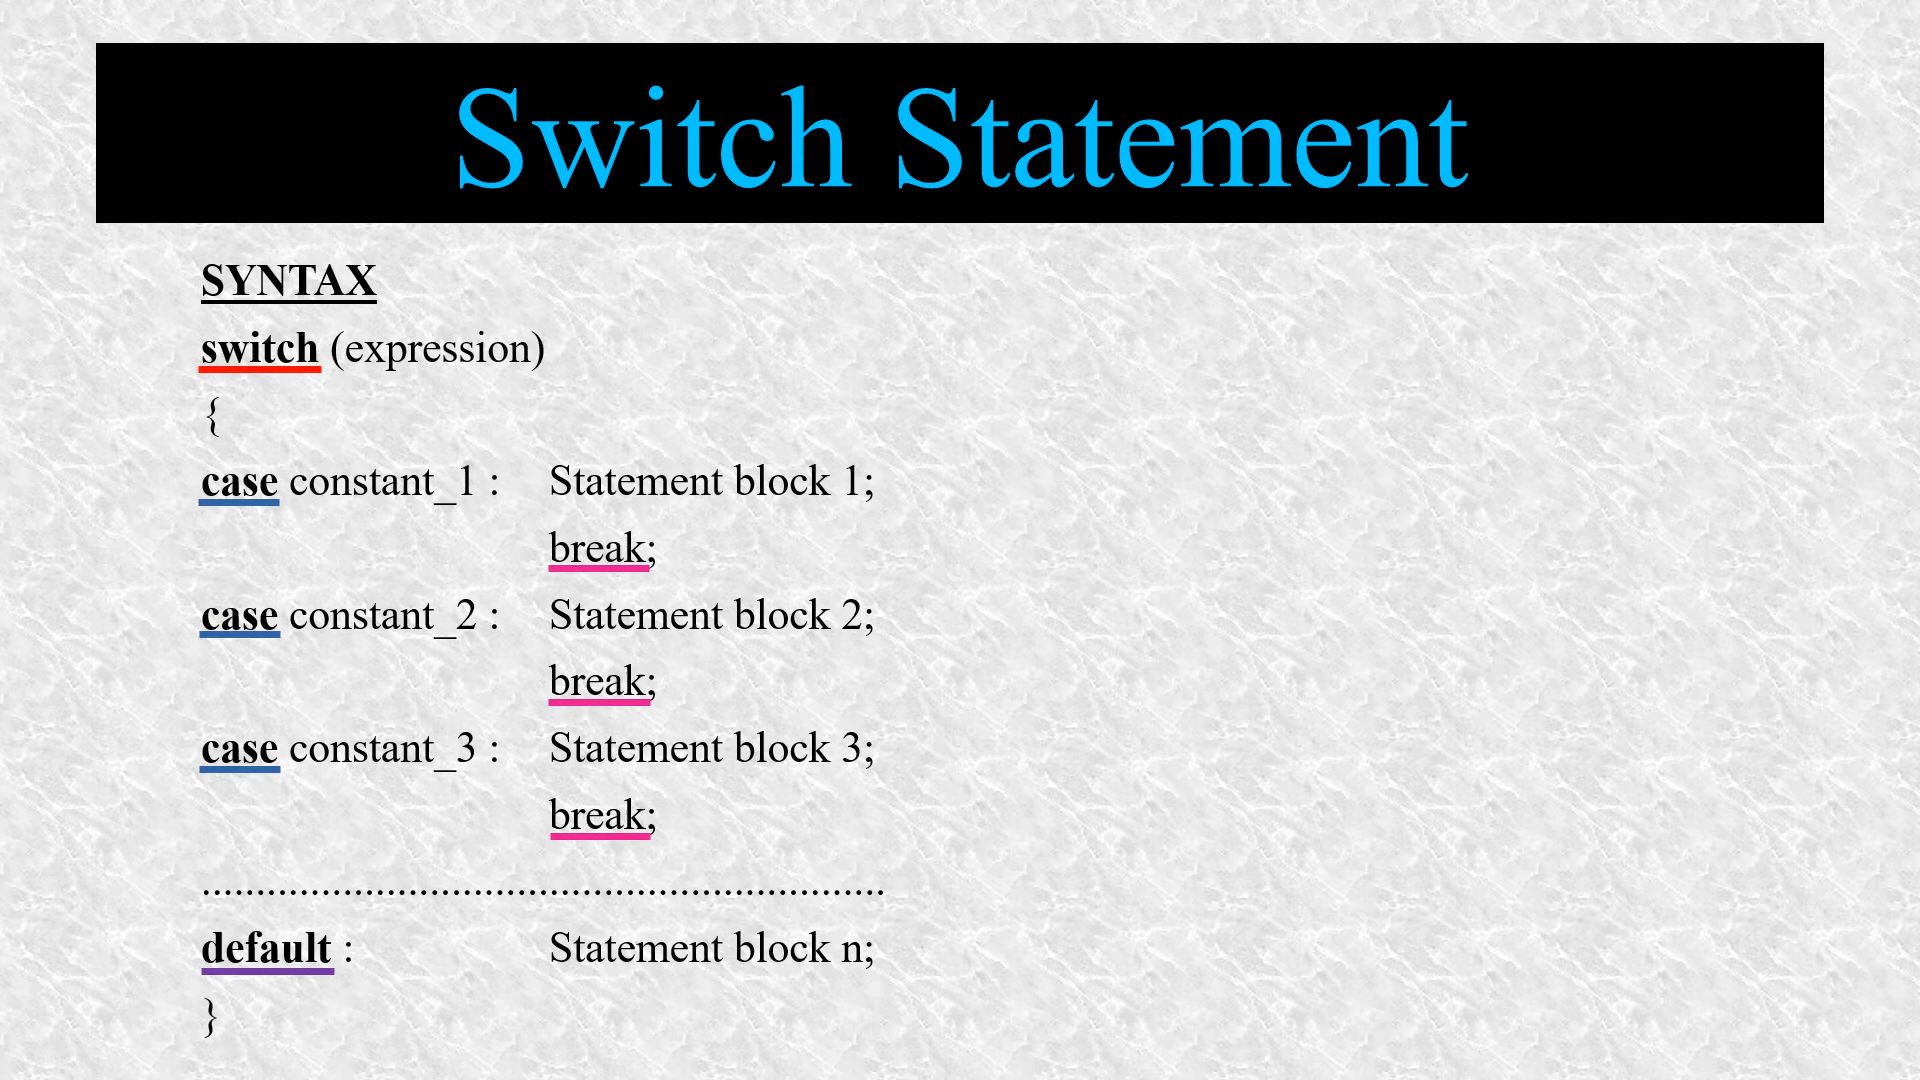 Switch Statement
SYNTAX
switch (expression)
{
case constant_1 : Statement block 1;
break;
case constant_2 : Statement block 2;
break;
case constant_3 : Statement block 3;
break;
...............................................................
default : Statement block n;
}